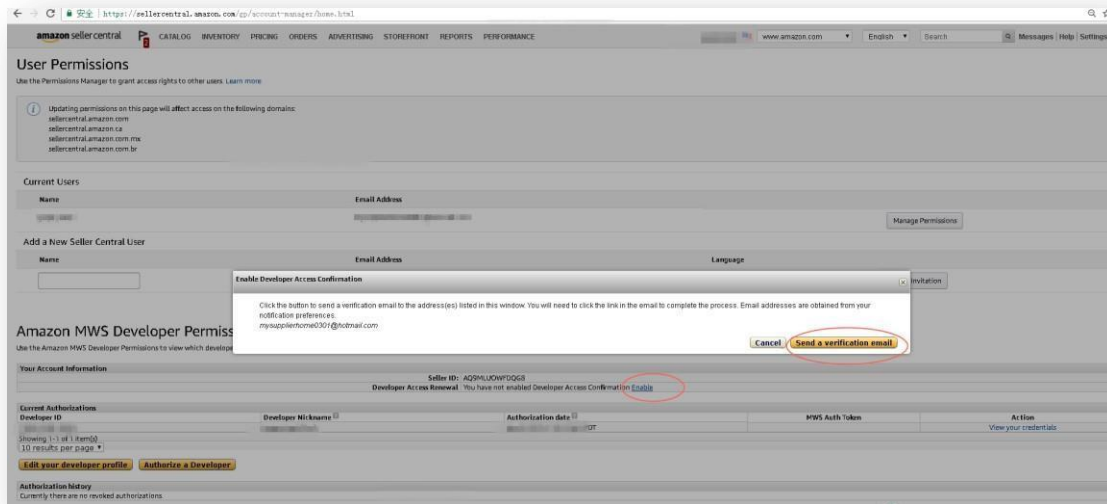 安全 https://sellercentral.amazon.com/gp/account-manager/home.html
amazon seller central CATALOG INVENTORY PRICING ORDERS ADVERTISING STOREFRONT REPORTS PERFORMANCE www.amazon.com English Search Messages | Help | Settings
User Permissions
Use the Permissions Manager to grant access rights to other users. Learn more
Updating permissions on this page will affect access on the following domains:
sellercentral.amazon.com
sellercentral.amazon.ca
sellercentral.amazon.com.mx
sellercentral.amazon.com.br
Current Users
Name Email Address
Manage Permissions
Add a New Seller Central User
Name Email Address Language
Invitation
Enable Developer Access Confirmation
Click the button to send a verification email to the address(es) listed in this window. You will need to click the link in the email to complete the process. Email addresses are obtained from your
notification preferences.
mysupplierhome0301@hotmail.com
Cancel Send a verification email
Amazon MWS Developer Permiss
Use the Amazon MWS Developer Permissions to view which develope
Your Account Information
Seller ID: AQ9MLUOWFDQGB
Developer Access Renewal You have not enabled Developer Access Confirmation Enable
Current Authorizations
Developer ID Developer Nickname Authorization date MWS Auth Token Action
DT View your credentials
Showing 1-1 of 1 item(s)
10 results per page
Edit your developer profile Authorize a Developer
Authorization history
Currently there are no revoked authorizations